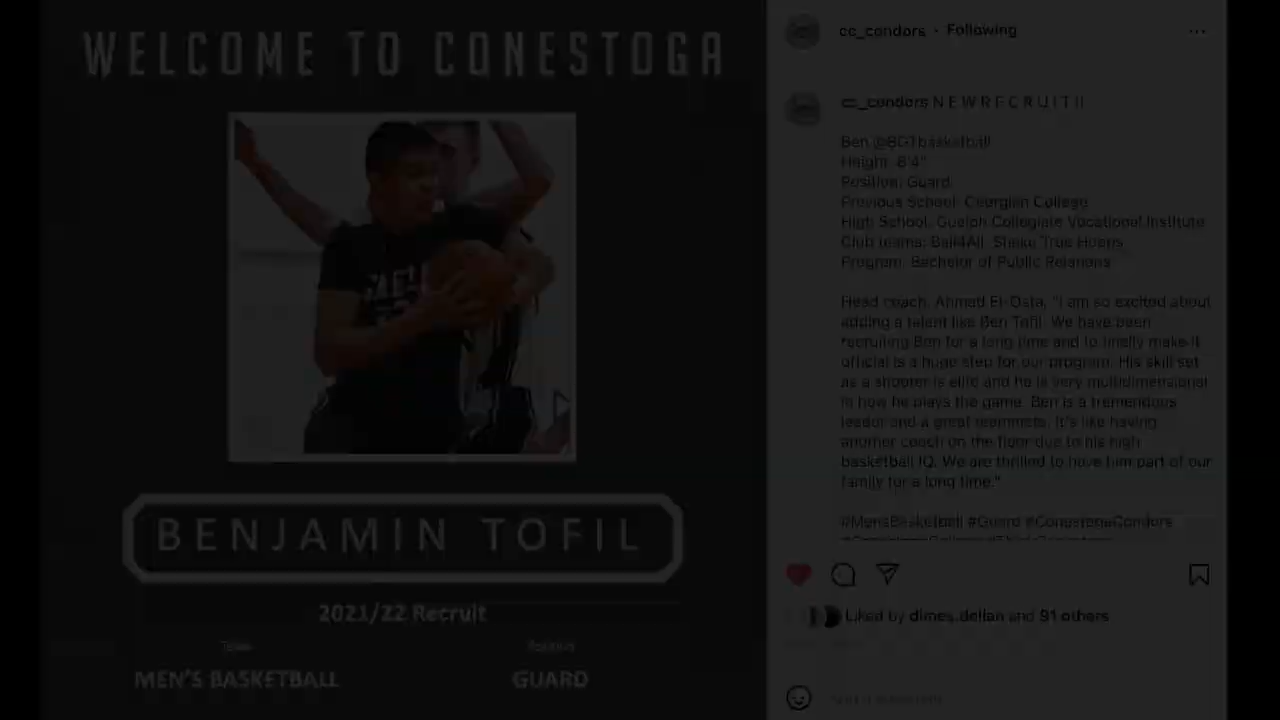 WELCOME TO CONESTOGA
BENJAMIN TOFIL
2021/22 Recruit
Team
Position
MEN'S BASKETBALL
GUARD
cc_condors · Following
cc_condors N E W R E C R U I T !!
Ben @BGTbasketball
Height: 6'4"
Position: Guard
Previous School: Georgian College
High School: Guelph Collegiate Vocational Institute
Club teams: Ball4All, True Hoops
Program: Bachelor of Public Relations
Head coach, Ahmed "I am so excited about
adding a talent like Ben Tofil. We have been
recruiting Ben for a long time and to finally make it
official is a huge step for our program. His skill set
as a shooter is elite and he is very multidimensional
in how he plays the game. Ben is a tremendous
leader and a great teammate. It's like having
another coach on the floor due to his high
basketball IQ. We are thrilled to have him part of our
family for a long time."
#MensBasketball #Guard #ConestogaCondors
Liked by dimes.dellan and 91 others